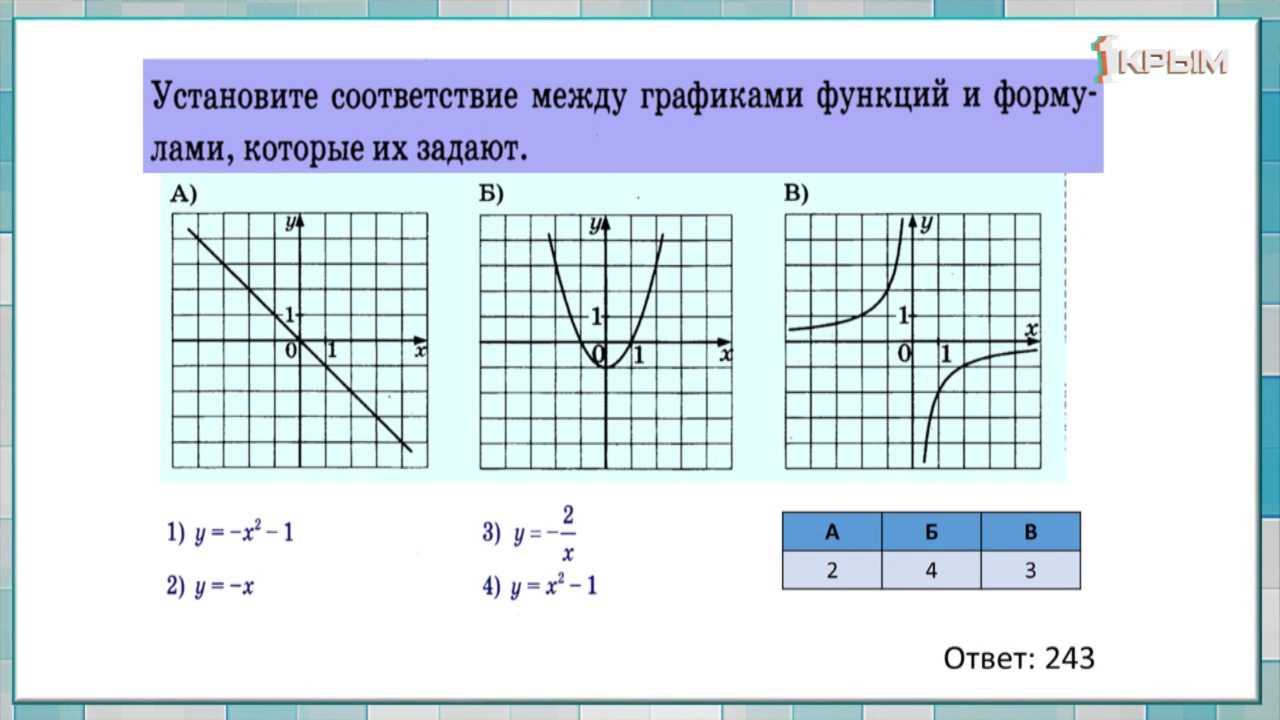 1КРЫМ
Установите соответствие между графиками функций и форму-
лами, которые их задают.
А) Б) В)
y y y
1 1 1
x
0 1 x 0 1 x 0 1
1) y = −x² − 1 3) y = −2/x
2) y = −x 4) y = x² − 1
А Б В
2 4 3
Ответ: 243